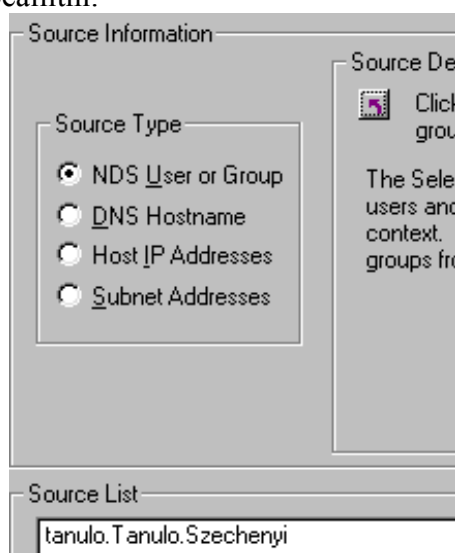 Source Information
Source Type
NDS User or Group
DNS Hostname
Host IP Addresses
Subnet Addresses
Source De
Click
grou
The Sele
users and
context.
groups fro
Source List
tanulo.Tanulo.Szechenyi